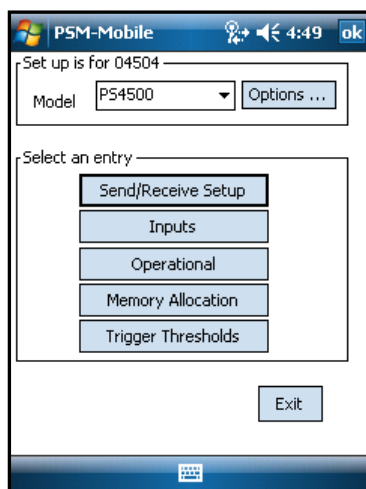 PSM-Mobile 4:49 ok
Set up is for 04504
Model PS4500 Options ...
Select an entry
Send/Receive Setup
Inputs
Operational
Memory Allocation
Trigger Thresholds
Exit